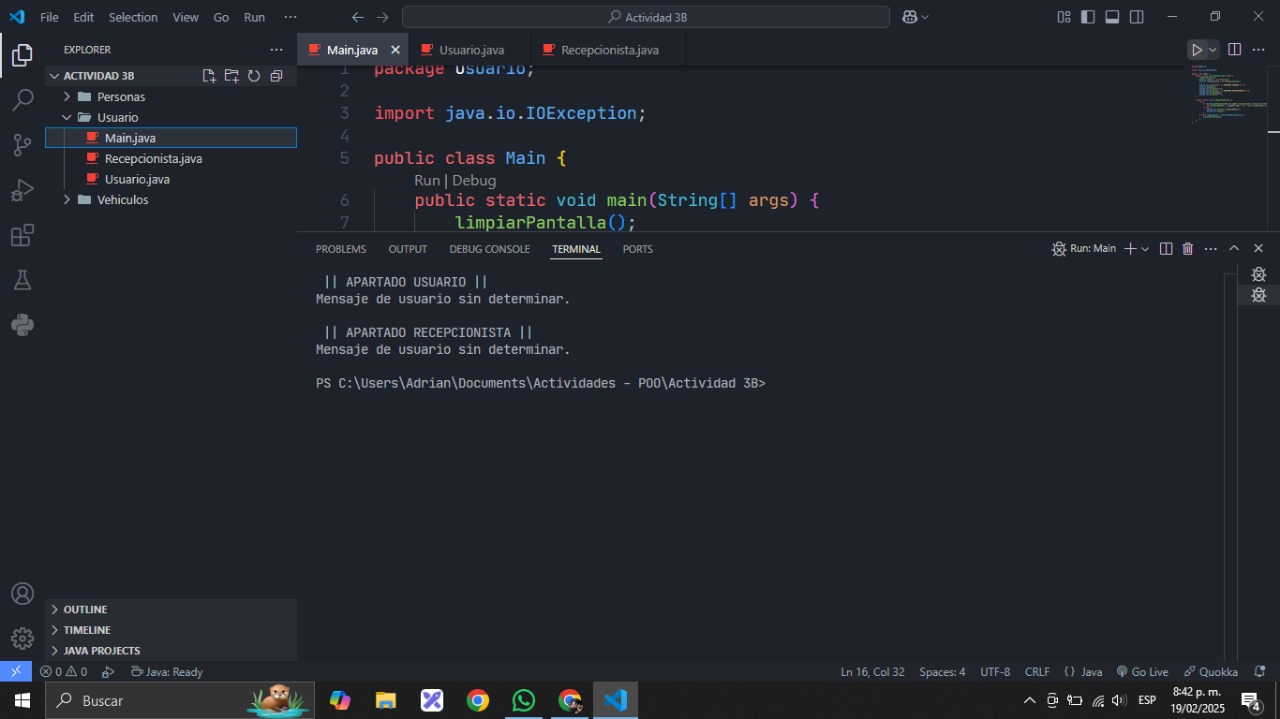 File Edit Selection View Go Run ···
Actividad 3B
EXPLORER
Main.java
Usuario.java
Recepcionista.java
ACTIVIDAD 3B
Personas
Usuario
Main.java
Recepcionista.java
Usuario.java
Vehiculos
1 package Usuario;
2
3 import java.io.IOException;
4
5 public class Main {
Run | Debug
6 public static void main(String[] args) {
7 limpiarPantalla();
PROBLEMS OUTPUT DEBUG CONSOLE TERMINAL PORTS
Run: Main
|| APARTADO USUARIO ||
Mensaje de usuario sin determinar.
|| APARTADO RECEPCIONISTA ||
Mensaje de usuario sin determinar.
PS C:\Users\Adrian\Documents\Actividades - POO\Actividad 3B>
OUTLINE
TIMELINE
JAVA PROJECTS
0 0 Java: Ready
Ln 16, Col 32 Spaces: 4 UTF-8 CRLF {} Java Go Live Quokka
Buscar
ESP
8:42 p. m.
19/02/2025
4